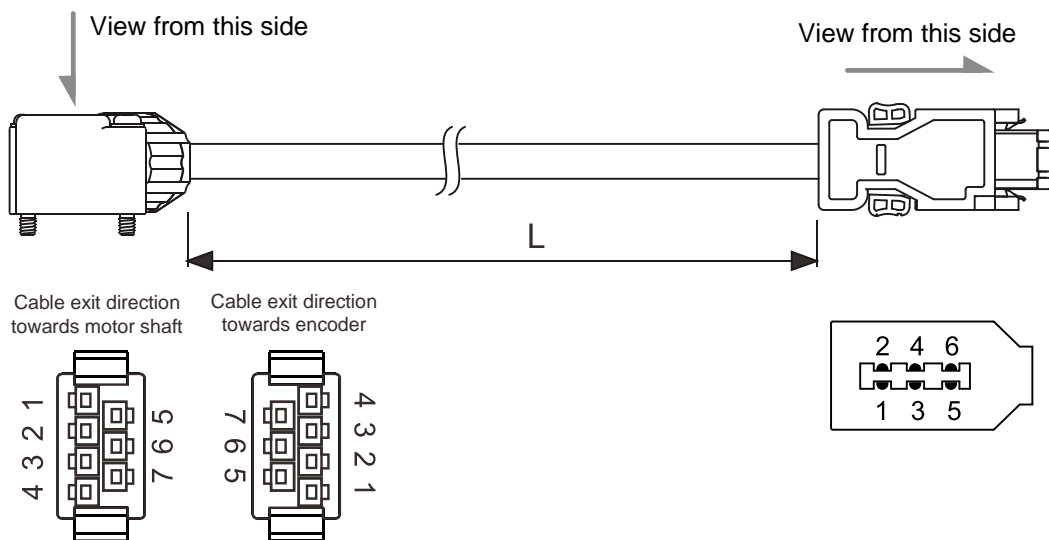 View from this side
View from this side
L
Cable exit direction
towards motor shaft
Cable exit direction
towards encoder
1
2
3
4
5
6
7
7
6
5
4
3
2
1
2 4 6
1 3 5